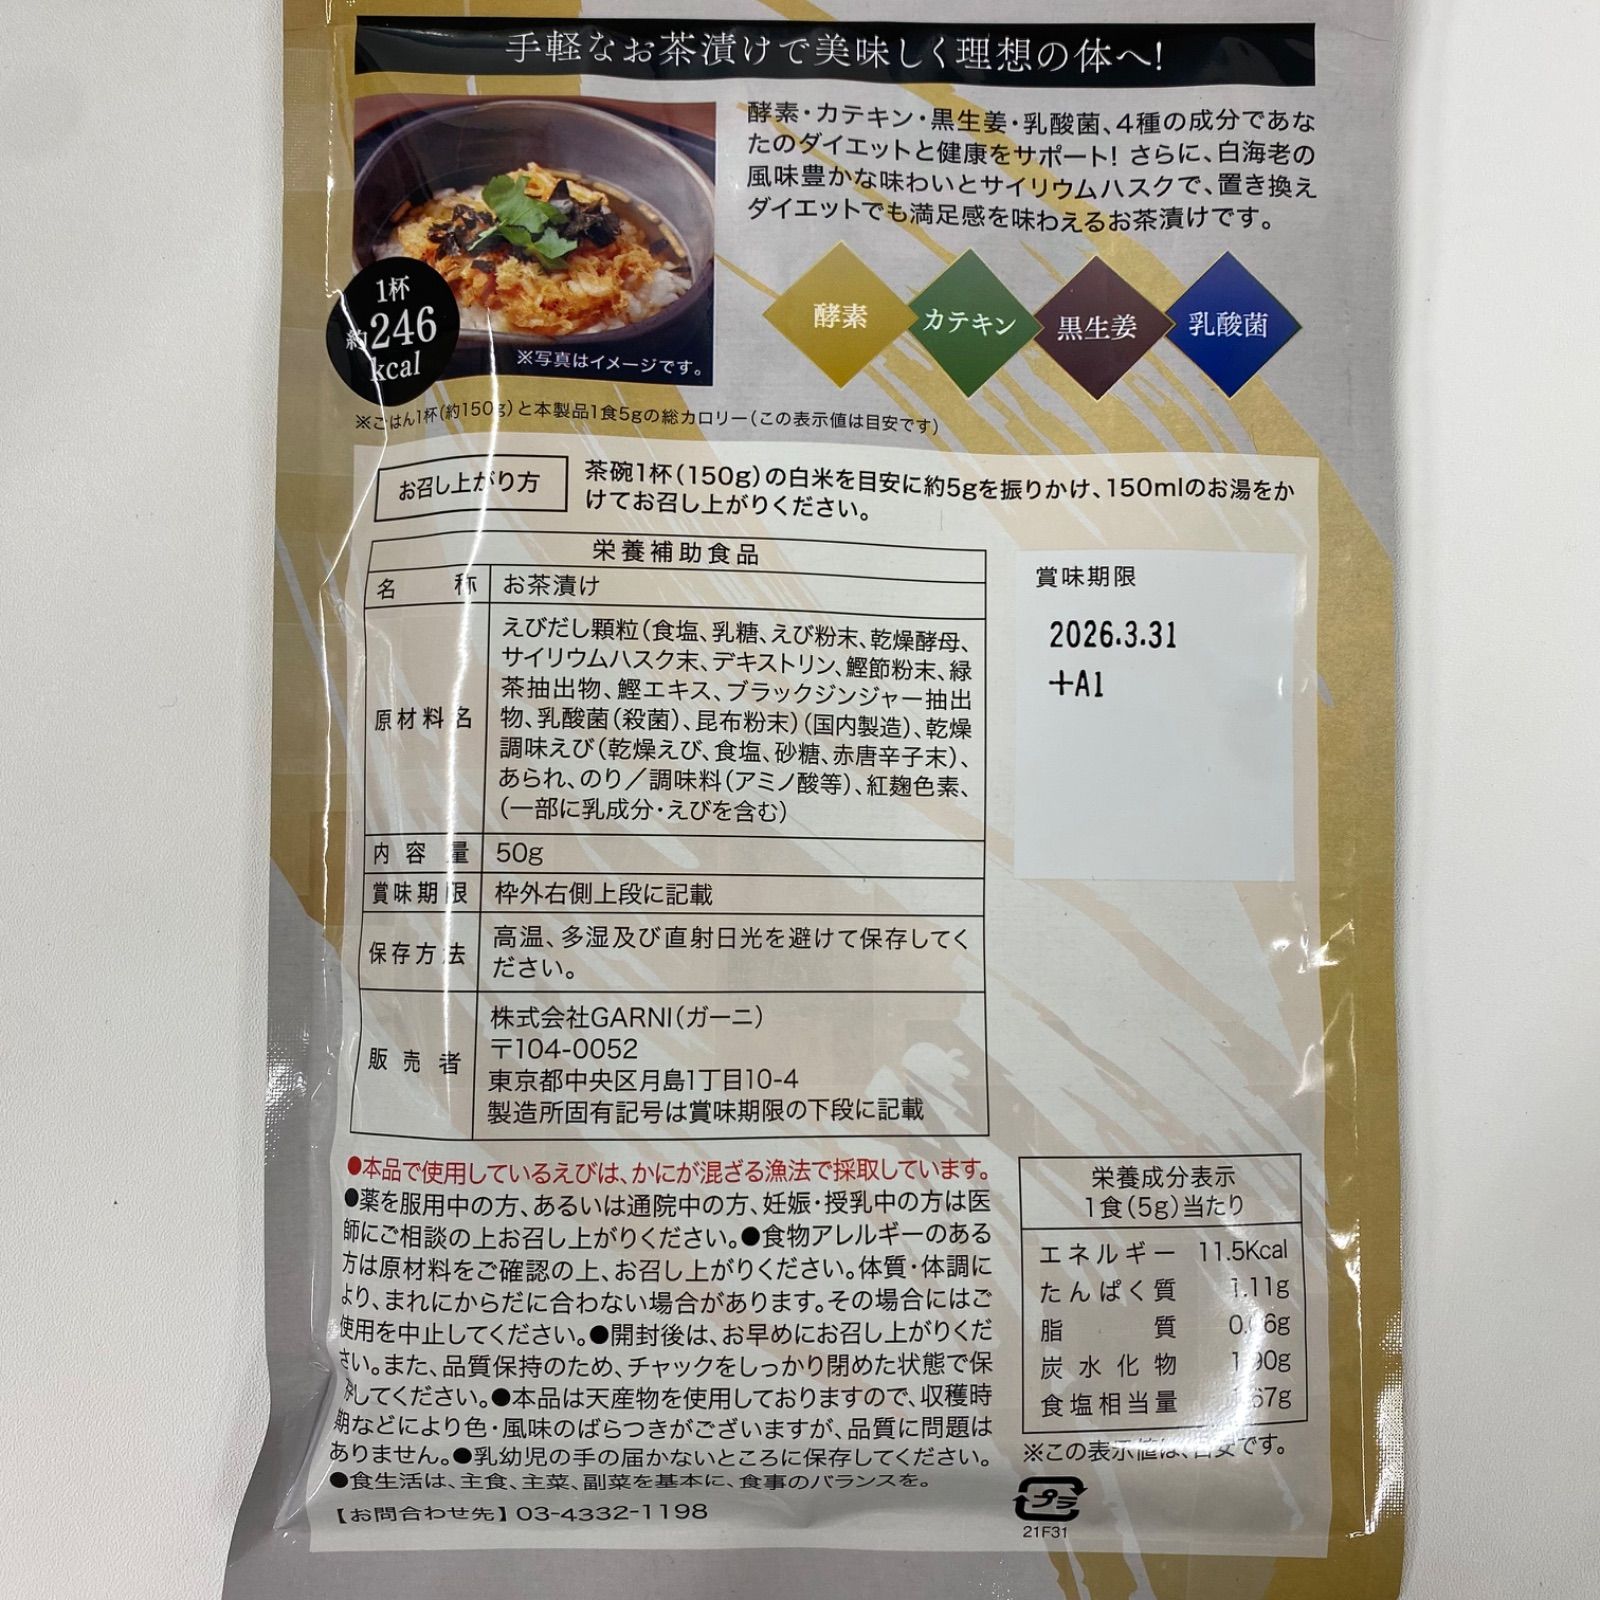 手軽なお茶漬けで美味しく理想の体へ!
酵素・カテキン・黒生姜・乳酸菌、4種の成分であな
たのダイエットと健康をサポート! さらに、白海老の
風味豊かな味わいとサイリウムハスクで、置き換え
ダイエットでも満足感を味わえるお茶漬けです。
1杯
約246
kcal
※写真はイメージです。
酵素
カテキン
黒生姜
乳酸菌
※ごはん1杯(約150g)と本製品1食5gの総カロリー(この表示値は目安です)
お召し上がり方
茶碗1杯(150g)の白米を目安に約5gを振りかけ、150mlのお湯をか
けてお召し上がりください。
栄養補助食品
名称 お茶漬け
原材料名
えびだし顆粒(食塩、乳糖、えび粉末、乾燥酵母、
サイリウムハスク末、デキストリン、鰹節粉末、緑
茶抽出物、鰹エキス、ブラックジンジャー抽出
物、乳酸菌(殺菌)、昆布粉末)(国内製造)、乾燥
調味えび(乾燥えび、食塩、砂糖、赤唐辛子末)、
あられ、のり/調味料(アミノ酸等)、紅麹色素、
(一部に乳成分・えびを含む)
内容量 50g
賞味期限 枠外右側上段に記載
保存方法
高温、多湿及び直射日光を避けて保存してく
ださい。
販売者
株式会社GARNI(ガーニ)
〒104-0052
東京都中央区月島1丁目10-4
製造所固有記号は賞味期限の下段に記載
賞味期限
2026.3.31
+A1
●本品で使用しているえびは、かにが混ざる漁法で採取しています。
●薬を服用中の方、あるいは通院中の方、妊娠・授乳中の方は医
師にご相談の上お召し上がりください。●食物アレルギーのある
方は原材料をご確認の上、お召し上がりください。体質・体調に
より、まれにからだに合わない場合があります。その場合にはご
使用を中止してください。●開封後は、お早めにお召し上がりくだ
さい。また、品質保持のため、チャックをしっかり閉めた状態で保
存してください。●本品は天産物を使用しておりますので、収穫時
期などにより色・風味のばらつきがございますが、品質に問題は
ありません。●乳幼児の手の届かないところに保存してください。
●食生活は、主食、主菜、副菜を基本に、食事のバランスを。
【お問合わせ先】03-4332-1198
栄養成分表示
1食(5g)当たり
エネルギー 11.5Kcal
たんぱく質 1.11g
脂質
炭水化物 1.90g
食塩相当量
※この表示値は、目安です。
プラ
21F31